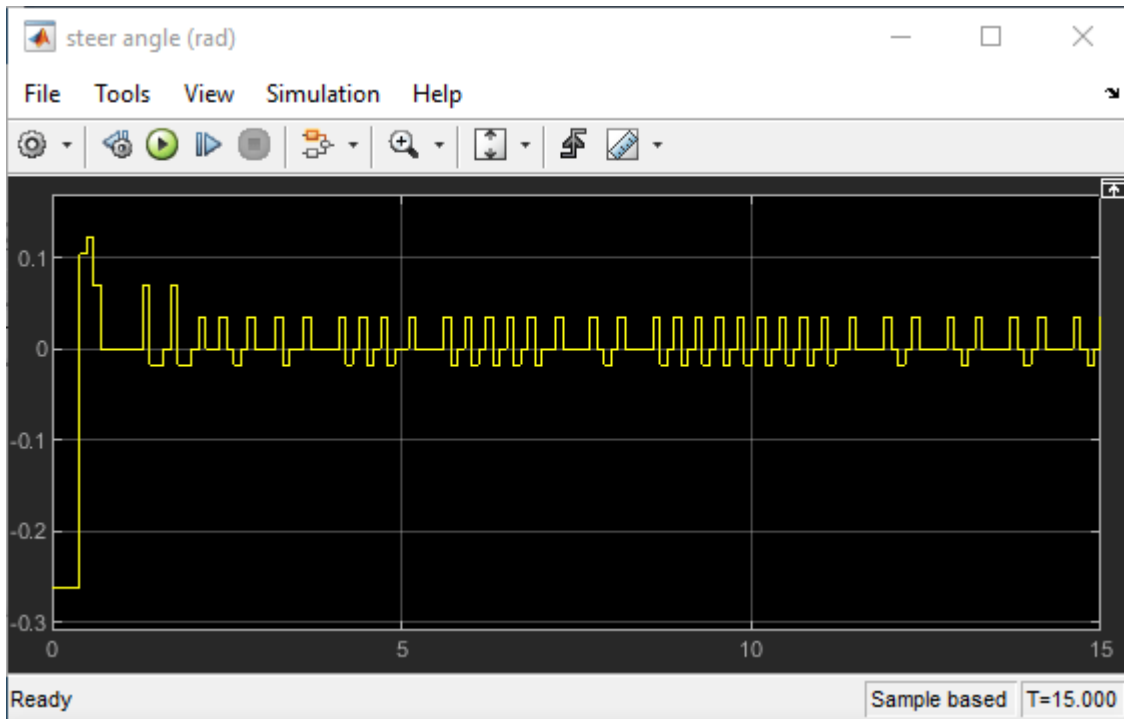 steer angle (rad)
File Tools View Simulation Help
0.1
0
-0.1
-0.2
-0.3
0 5 10 15
Ready Sample based T=15.000